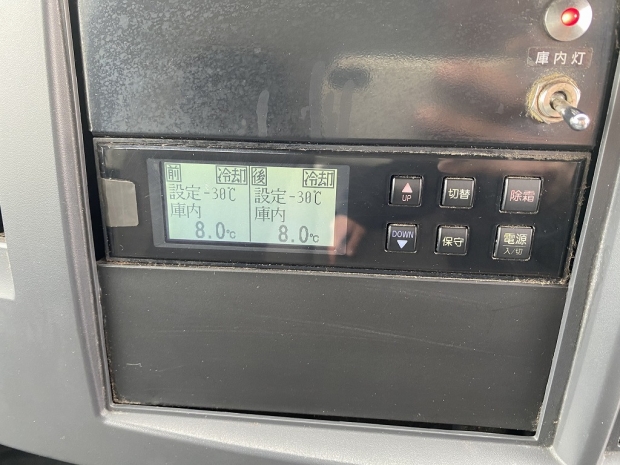 庫内灯
前 冷却 後 冷却
設定-30℃ 設定-30℃
庫内 庫内
8.0℃ 8.0℃
UP 切替 除霜
DOWN 保守 電源
入/切